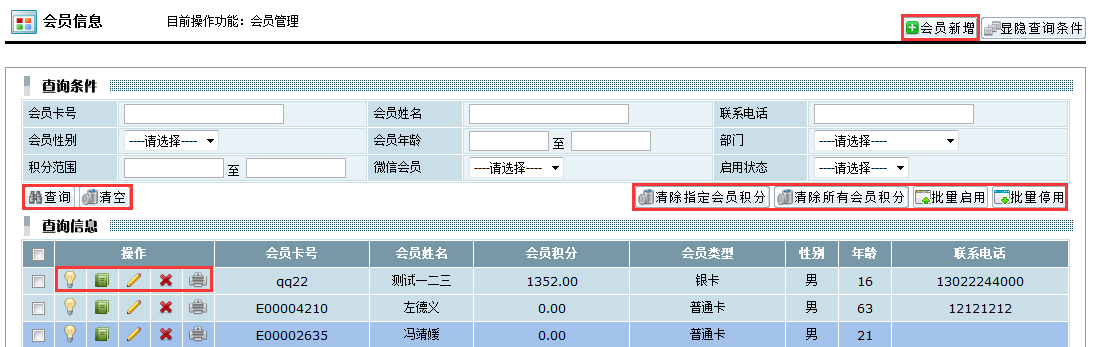 会员信息 目前操作功能：会员管理
会员新增 显隐查询条件
查询条件
会员卡号 会员姓名 联系电话
会员性别 ----请选择---- 会员年龄 至 部门 ----请选择----
积分范围 至 微信会员 ----请选择---- 启用状态 ----请选择----
查询 清空 清除指定会员积分 清除所有会员积分 批量启用 批量停用
查询信息
操作 会员卡号 会员姓名 会员积分 会员类型 性别 年龄 联系电话
qq22 测试一二三 1352.00 银卡 男 16 13022244000
E00004210 左德义 0.00 普通卡 男 63 12121212
E00002635 冯靖媛 0.00 普通卡 男 21